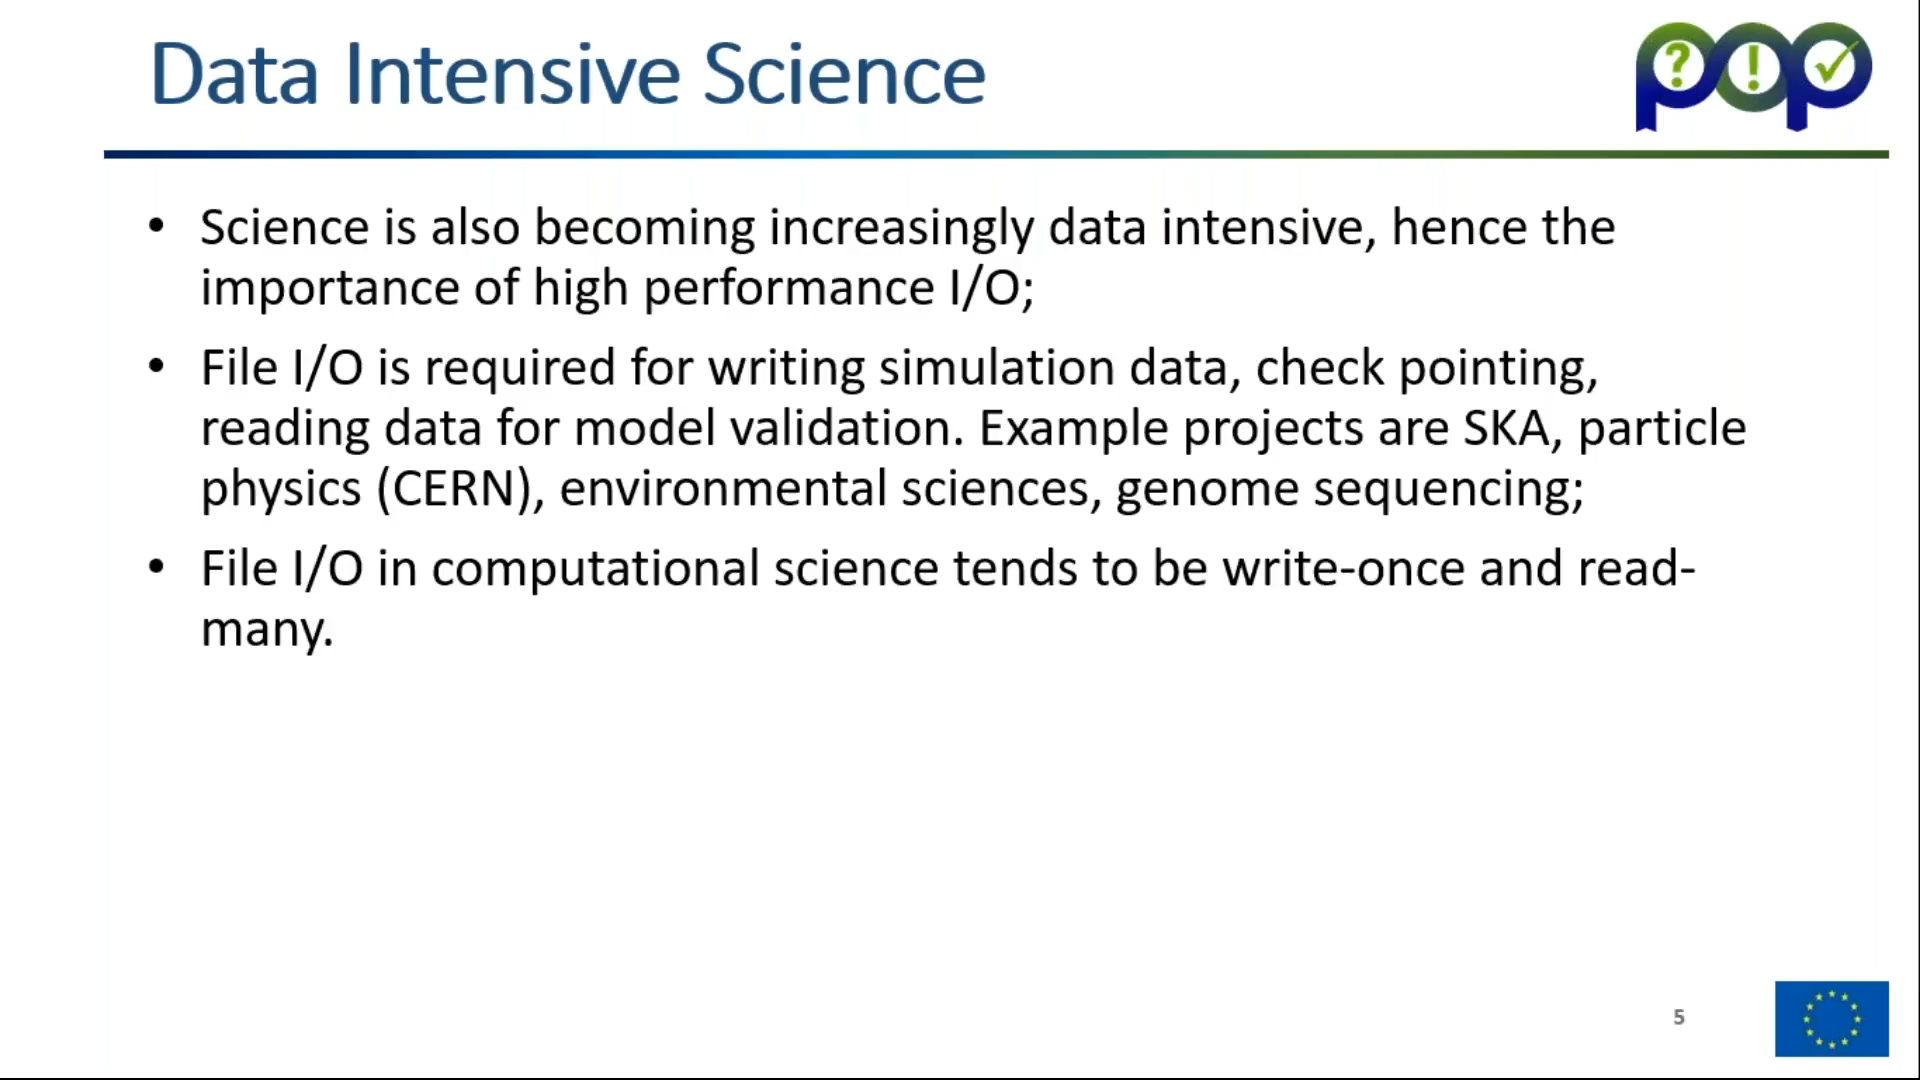 Data Intensive Science
pop
• Science is also becoming increasingly data intensive, hence the
importance of high performance I/O;
• File I/O is required for writing simulation data, check pointing,
reading data for model validation. Example projects are SKA, particle
physics (CERN), environmental sciences, genome sequencing;
• File I/O in computational science tends to be write-once and read-
many.
5